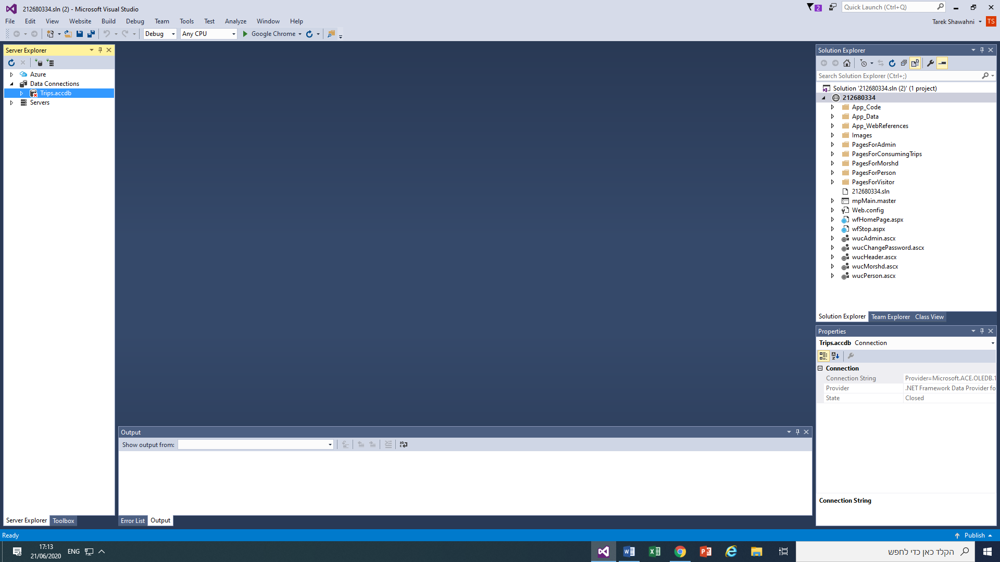 212680334.sln (2) - Microsoft Visual Studio
2
Quick Launch (Ctrl+Q)
File Edit View Website Build Debug Team Tools Test Analyze Window Help
Tarek Shawahni TS
Debug Any CPU Google Chrome
Server Explorer
Azure
Data Connections
Trips.accdb
Servers
Server Explorer Toolbox
Output
Show output from:
Error List Output
Solution Explorer
Search Solution Explorer (Ctrl+;)
Solution '212680334.sln (2)' (1 project)
212680334
App_Code
App_Data
App_WebReferences
Images
PagesForAdmin
PagesForConsumingTrips
PagesForMorshd
PagesForPerson
PagesForVisitor
212680334.sln
mpMain.master
Web.config
wfHomePage.aspx
wfStop.aspx
wucAdmin.ascx
wucChangePassword.ascx
wucHeader.ascx
wucMorshd.ascx
wucPerson.ascx
Solution Explorer Team Explorer Class View
Properties
Trips.accdb Connection
Connection
Connection String Provider=Microsoft.ACE.OLEDB.1
Provider .NET Framework Data Provider fo
State Closed
Connection String
Ready
Publish
17:13
21/06/2020
ENG
הקלד כאן כדי לחפש